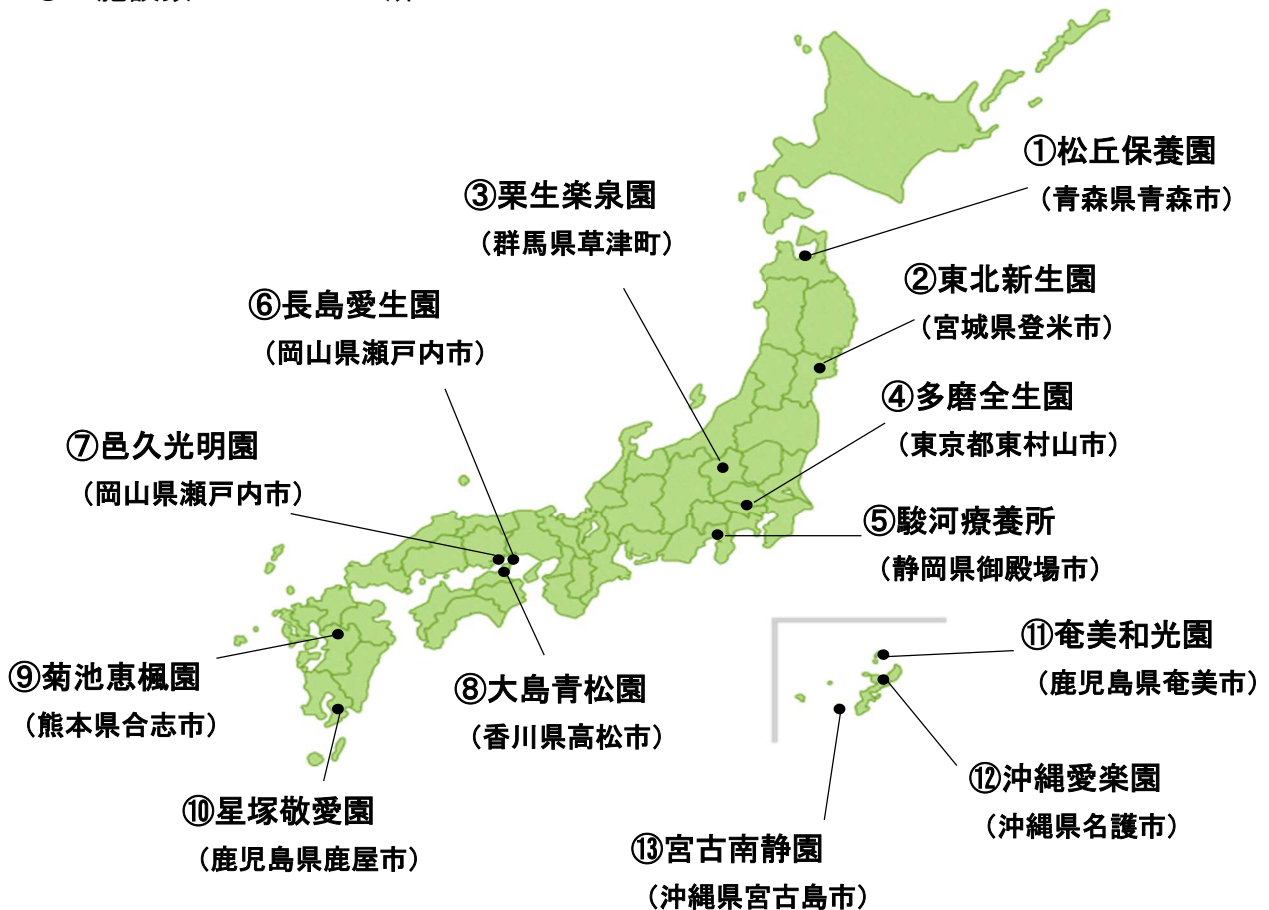 ①松丘保養園
（青森県青森市）
③栗生楽泉園
（群馬県草津町）
②東北新生園
（宮城県登米市）
⑥長島愛生園
（岡山県瀬戸内市）
④多磨全生園
（東京都東村山市）
⑦邑久光明園
（岡山県瀬戸内市）
⑤駿河療養所
（静岡県御殿場市）
⑪奄美和光園
（鹿児島県奄美市）
⑨菊池恵楓園
（熊本県合志市）
⑧大島青松園
（香川県高松市）
⑫沖縄愛楽園
（沖縄県名護市）
⑩星塚敬愛園
（鹿児島県鹿屋市）
⑬宮古南静園
（沖縄県宮古島市）